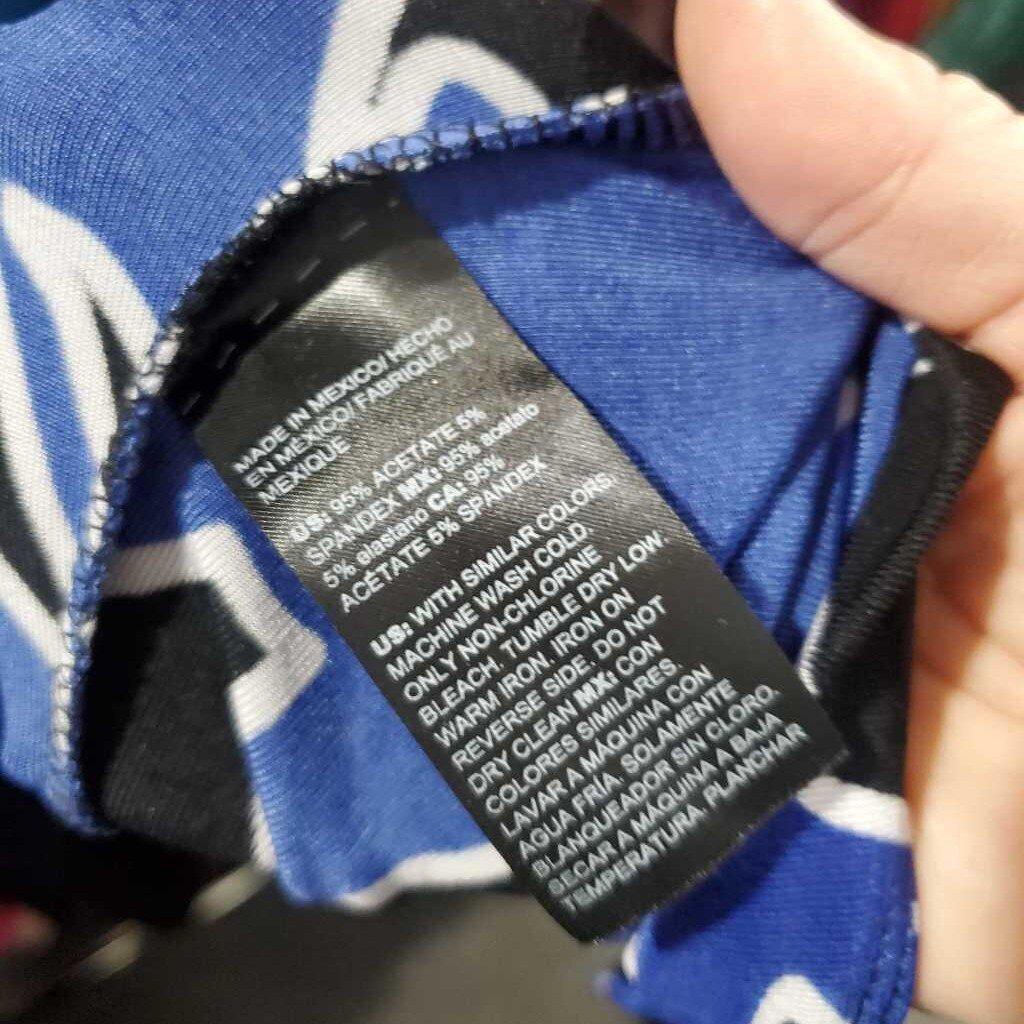 MADE IN MEXICO/ HECHO
EN MÉXICO/ FABRIQUÉ AU
MEXIQUE
US: 95% ACETATE 5%
SPANDEX MX: 95% acetato
5% elastano CA: 95%
ACÉTATE 5% SPANDEX
US: WITH SIMILAR COLORS.
MACHINE WASH COLD.
ONLY NON-CHLORINE
BLEACH. TUMBLE DRY LOW.
WARM IRON. IRON ON
REVERSE SIDE. DO NOT
DRY CLEAN MX: CON
COLORES SIMILARES.
LAVAR A MÁQUINA CON
AGUA FRÍA. SOLAMENTE
BLANQUEADOR SIN CLORO.
SECAR A MÁQUINA A BAJA
TEMPERATURA. PLANCHAR